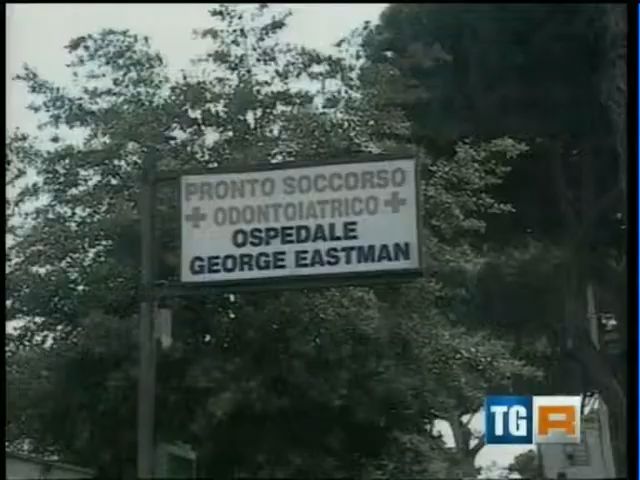 PRONTO SOCCORSO
+ ODONTOIATRICO +
OSPEDALE
GEORGE EASTMAN
TG R